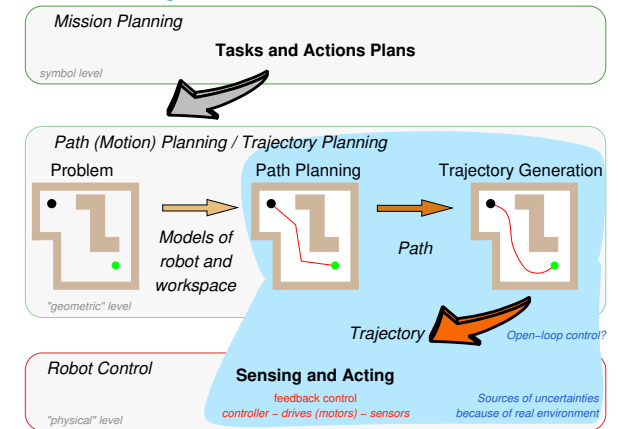 Mission Planning
Tasks and Actions Plans
symbol level
Path (Motion) Planning / Trajectory Planning
Problem
Path Planning
Trajectory Generation
Models of
robot and
workspace
Path
"geometric" level
Trajectory
Open–loop control?
Robot Control
Sensing and Acting
feedback control
controller – drives (motors) – sensors
Sources of uncertainties
because of real environment
"physical" level